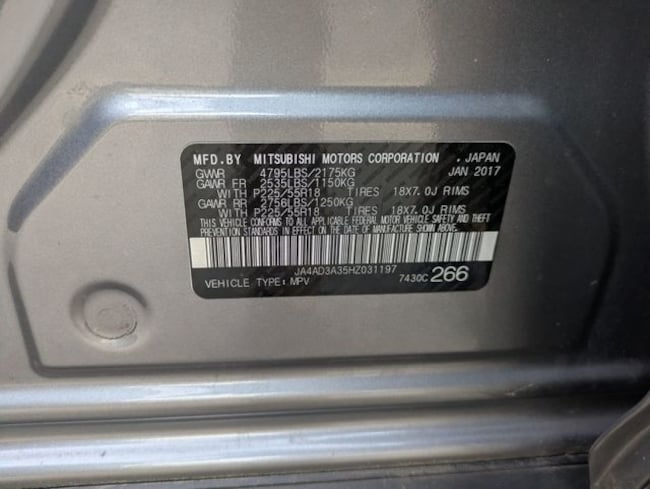 MFD.BY MITSUBISHI MOTORS CORPORATION . JAPAN
GVWR 4795LBS/2175KG JAN 2017
GAWR FR 2535LBS/1150KG
WITH P225/55R18 TIRES 18X7.0J RIMS
GAWR RR 2756LBS/1250KG
WITH P225/55R18 TIRES 18X7.0J RIMS
THIS VEHICLE CONFORMS TO ALL APPLICABLE FEDERAL MOTOR VEHICLE SAFETY AND THEFT
PREVENTION STANDARDS IN EFFECT ON THE DATE OF MANUFACTURE SHOWN ABOVE.
JA4AD3A35HZ031197
VEHICLE TYPE:MPV 7430C 266